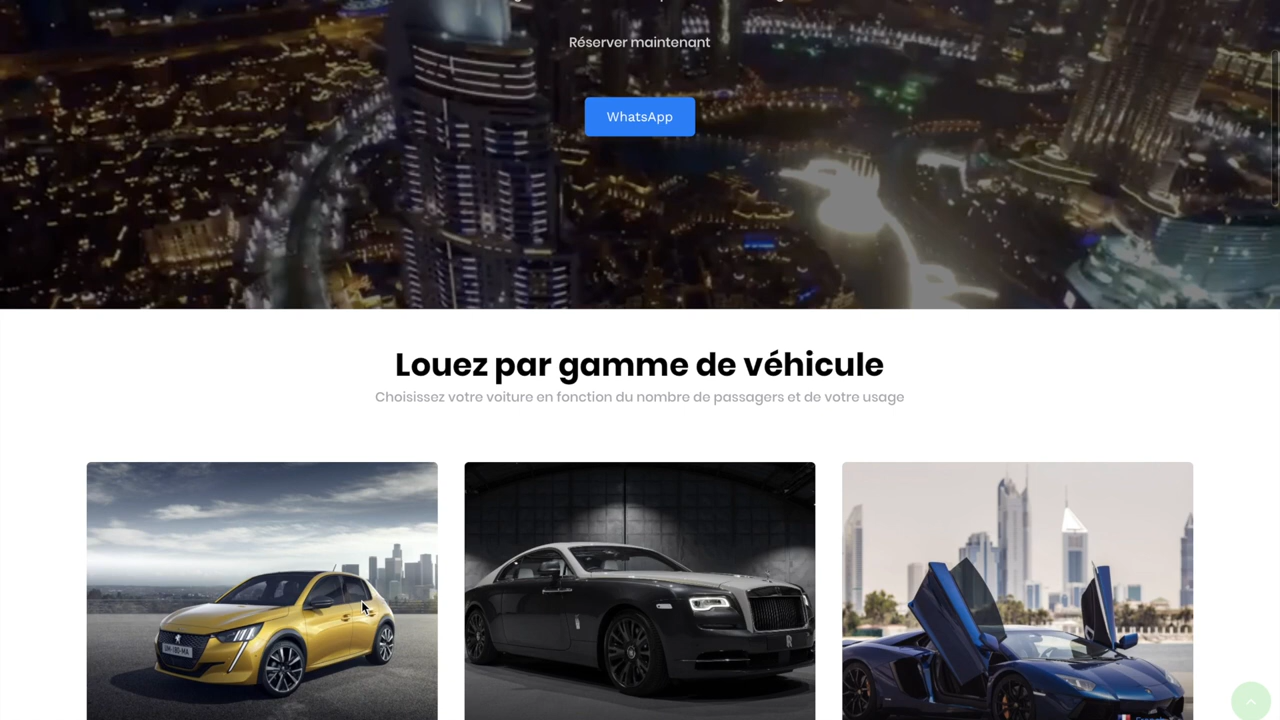 Réserver maintenant
WhatsApp
Louez par gamme de véhicule
Choisissez votre voiture en fonction du nombre de passagers et de votre usage